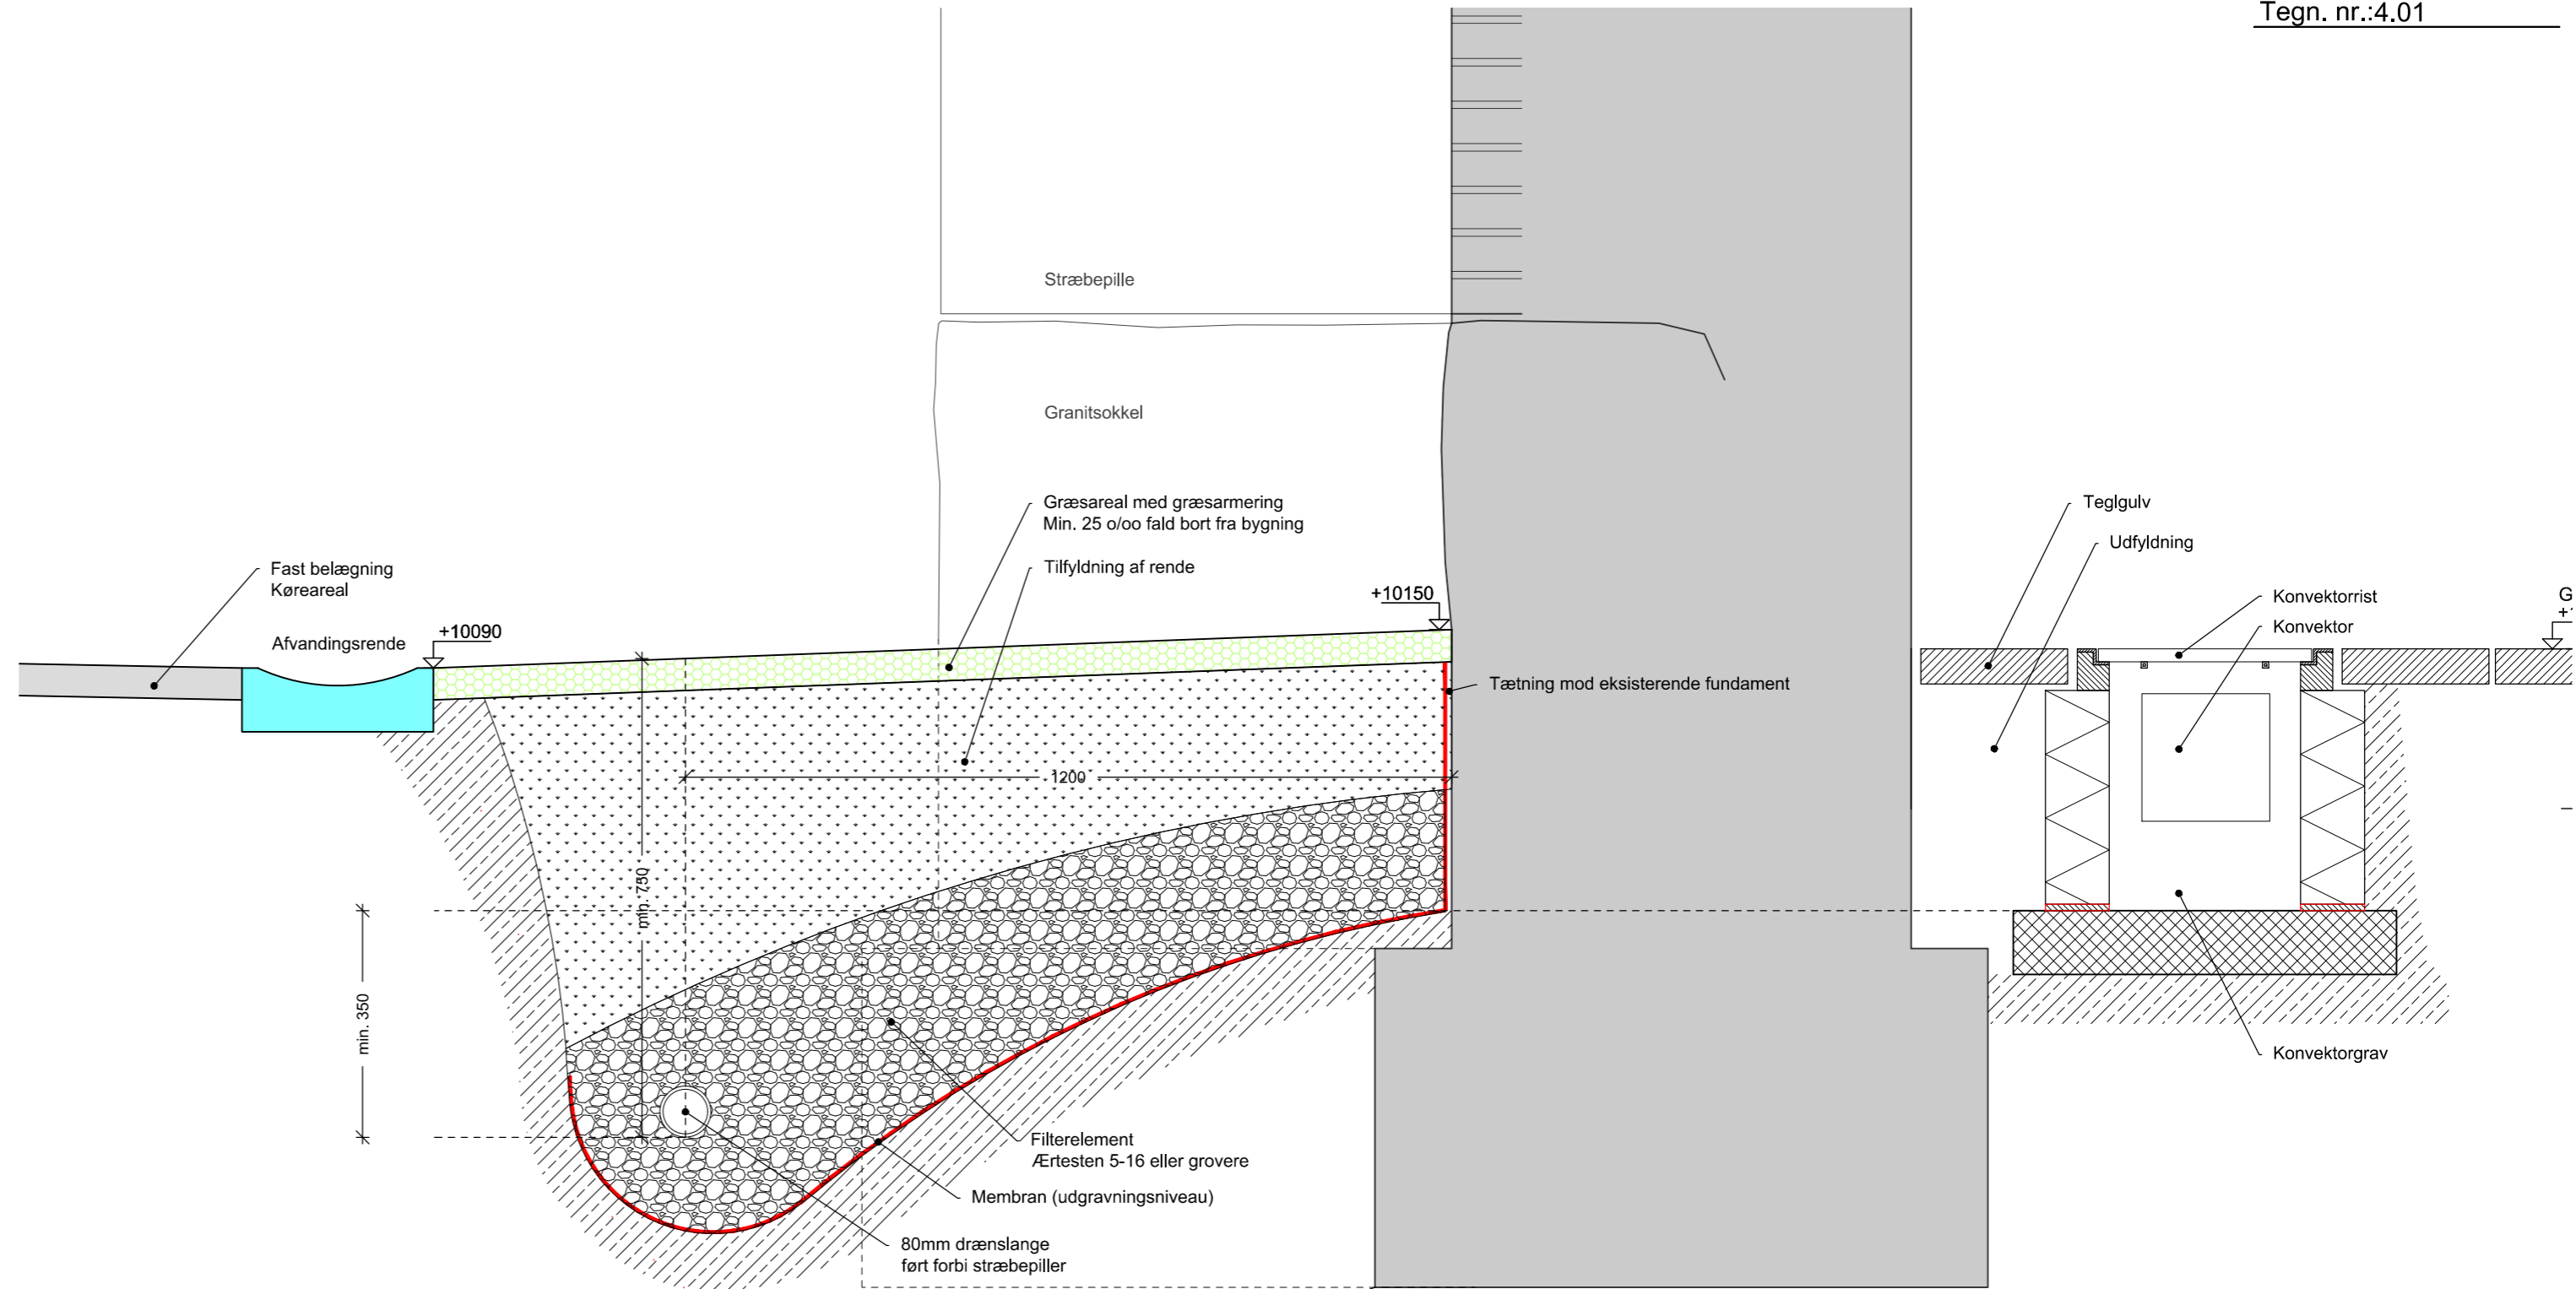 Tegn. nr.:4.01
Stræbepille
Granitsokkel
Græsareal med græsarmering
Min. 25 o/oo fald bort fra bygning
Tilfyldning af rende
Fast belægning
Køreareal
Afvandingsrende
+10090
+10150
Tætning mod eksisterende fundament
Teglgulv
Udfyldning
Konvektorrist
Konvektor
G
+
1200
min. 750
min. 350
Konvektorgrav
Filterelement
Ærtesten 5-16 eller grovere
Membran (udgravningsniveau)
80mm drænslange
ført forbi stræbepiller